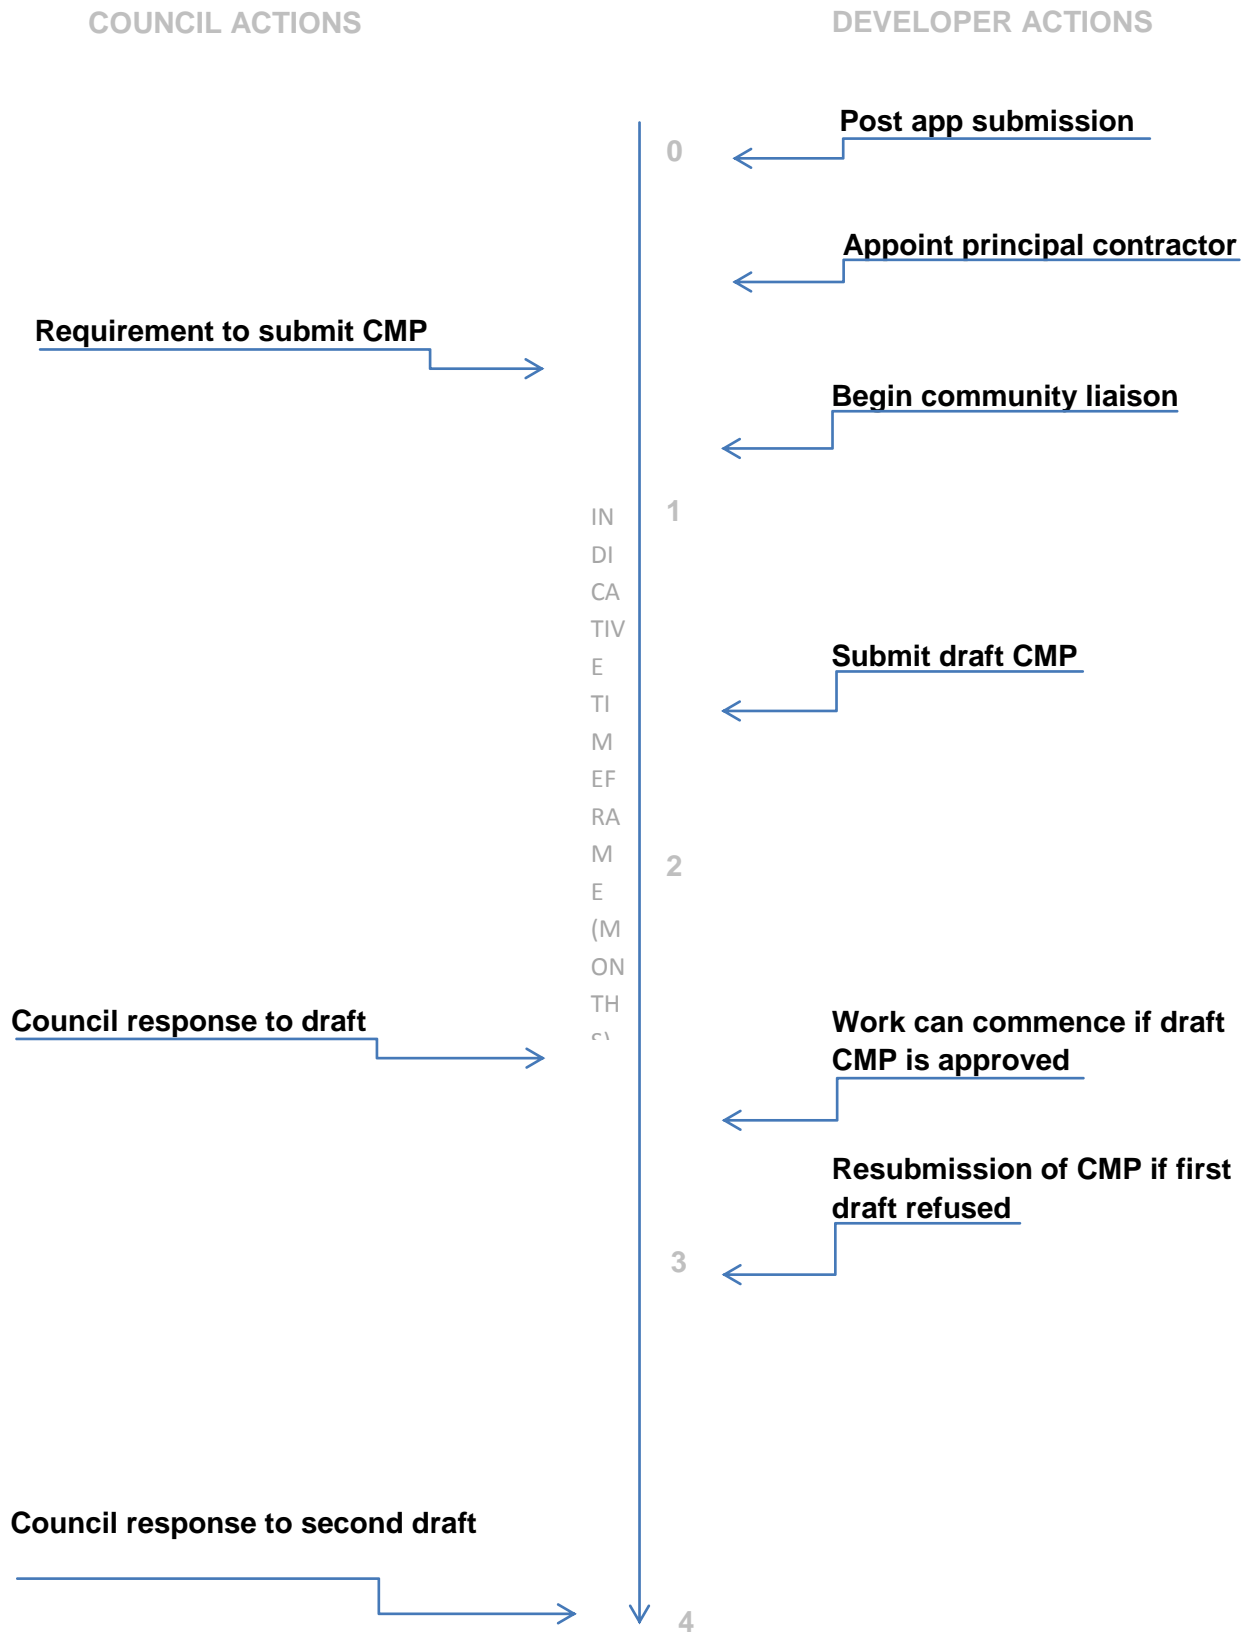 COUNCIL ACTIONS
DEVELOPER ACTIONS
Post app submission
0
Appoint principal contractor
Requirement to submit CMP
Begin community liaison
1
IN
DI
CA
TIV
E
TI
M
EF
RA
M
E
(M
ON
TH
S)
Submit draft CMP
2
Council response to draft
Work can commence if draft
CMP is approved
Resubmission of CMP if first
draft refused
3
Council response to second draft
4